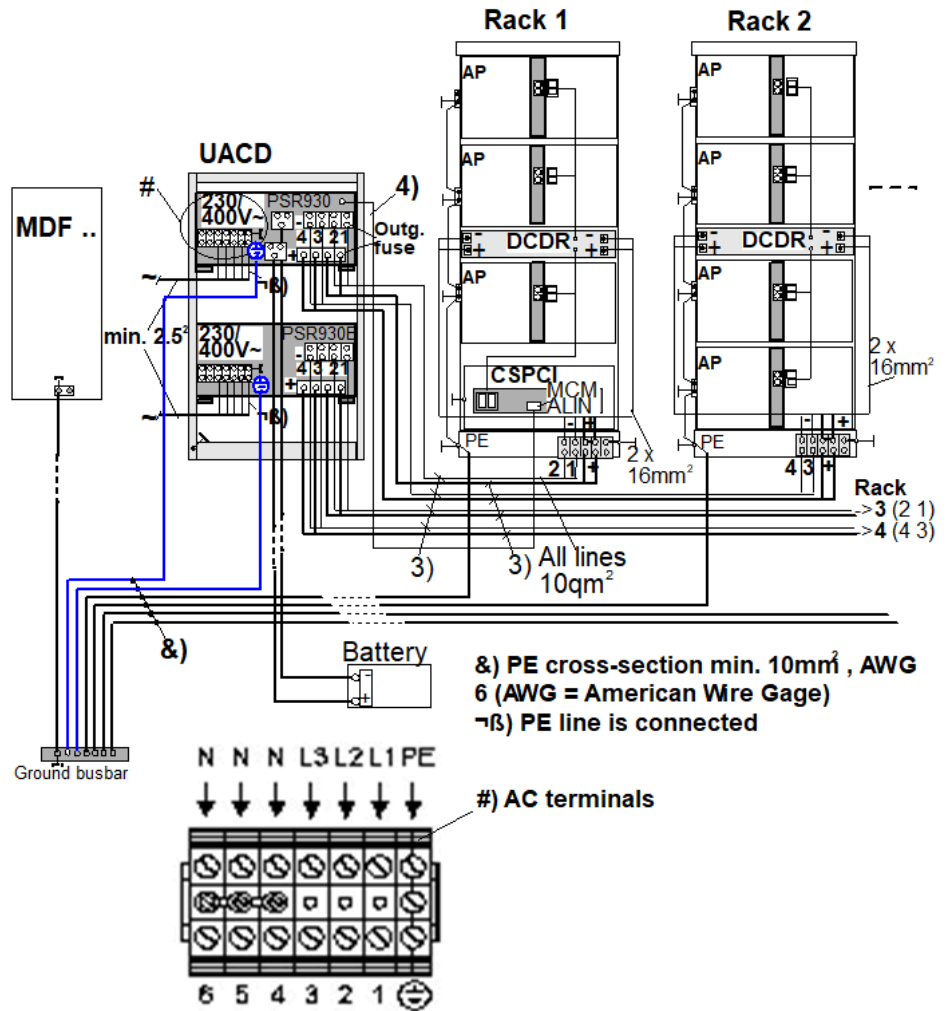 Rack 1
Rack 2
AP
AP
UACD
#
4)
MDF ..
230/
400V~
PSR930
-
4 3 2 1
+
Outg.
fuse
AP
AP
- DCDR -
+ +
- DCDR -
+ +
~
¬ß)
min. 2.5²
AP
AP
230/
400V~
PSR930E
-
4 3 2 1
+
~
¬ß)
CSPCI
MCM
ALIN
AP
2 x
16mm²
PE
- +
2 1 +
2 x
16mm²
PE
- +
4 3 +
Rack
->3 (2 1)
->4 (4 3)
3)
3) All lines
10qm²
&)
Battery
-
+
&) PE cross-section min. 10mm², AWG
6 (AWG = American Wire Gage)
¬ß) PE line is connected
Ground busbar
N N N L3 L2 L1 PE
#) AC terminals
6 5 4 3 2 1